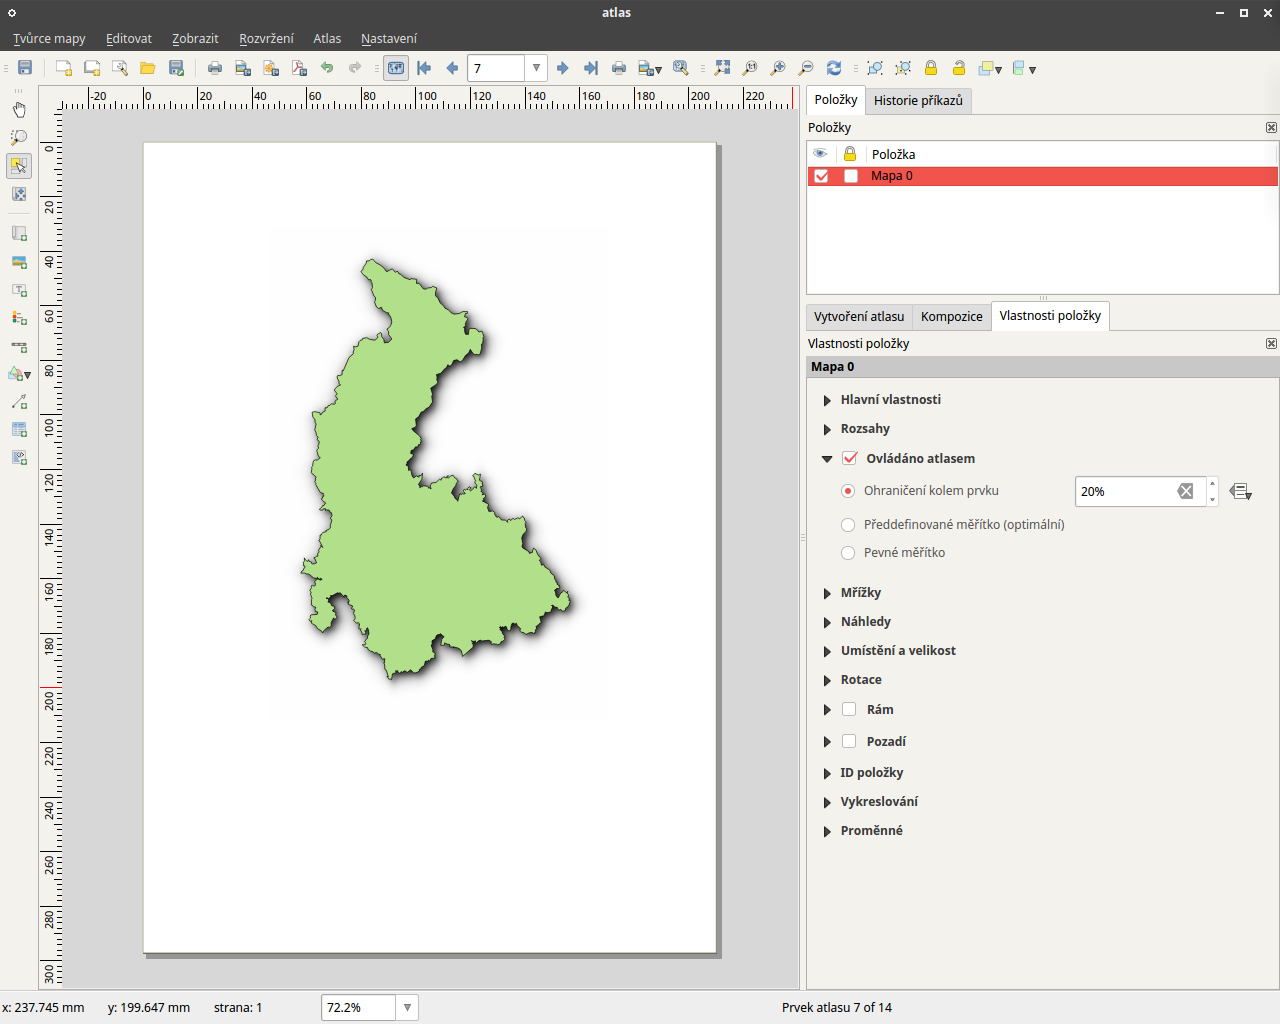 atlas
Tvůrce mapy Editovat Zobrazit Rozvržení Atlas Nastavení
7
-20 0 20 40 60 80 100 120 140 160 180 200 220
0
20
40
60
80
100
120
140
160
180
200
220
240
260
280
300
Položky Historie příkazů
Položky
Položka
Mapa 0
Vytvoření atlasu Kompozice Vlastnosti položky
Vlastnosti položky
Mapa 0
Hlavní vlastnosti
Rozsahy
Ovládáno atlasem
Ohraničení kolem prvku 20%
Předdefinované měřítko (optimální)
Pevné měřítko
Mřížky
Náhledy
Umístění a velikost
Rotace
Rám
Pozadí
ID položky
Vykreslování
Proměnné
x: 237.745 mm y: 199.647 mm strana: 1 72.2% Prvek atlasu 7 of 14